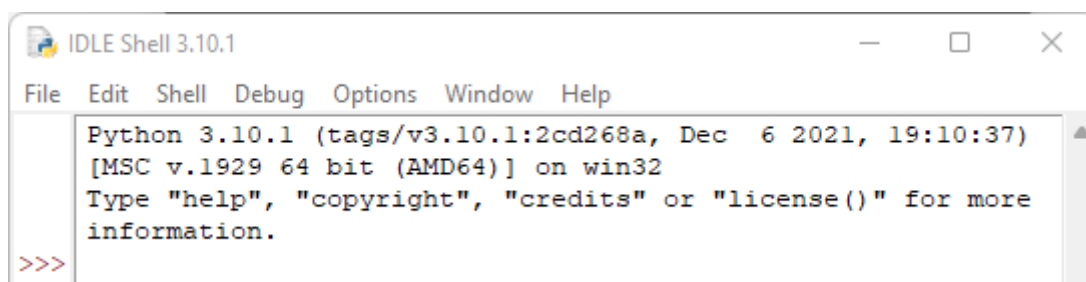 IDLE Shell 3.10.1
File Edit Shell Debug Options Window Help
Python 3.10.1 (tags/v3.10.1:2cd268a, Dec  6 2021, 19:10:37)
[MSC v.1929 64 bit (AMD64)] on win32
Type "help", "copyright", "credits" or "license()" for more
information.
>>>